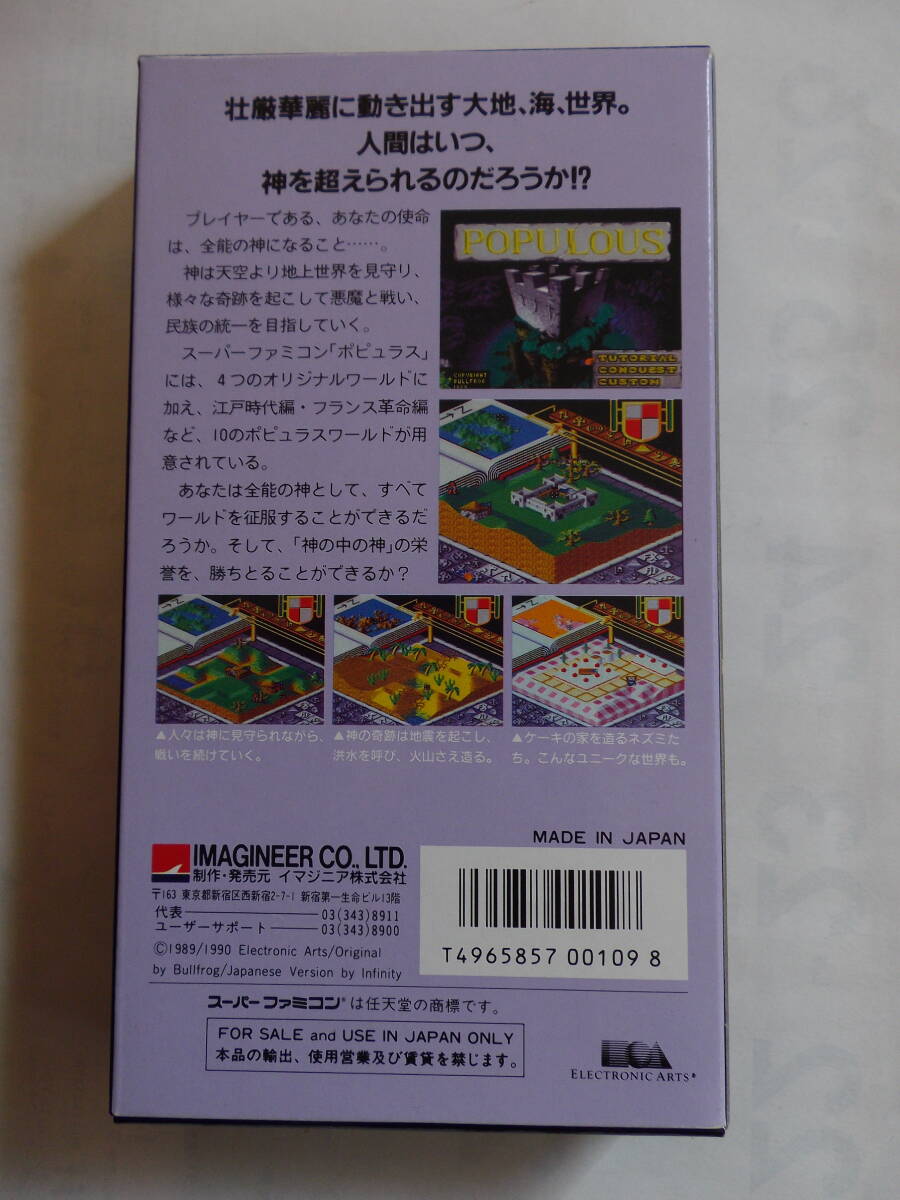 壮厳華麗に動き出す大地、海、世界。
人間はいつ、
神を超えられるのだろうか!?
プレイヤーである、あなたの使命
は、全能の神になること……。
神は天空より地上世界を見守り、
様々な奇跡を起こして悪魔と戦い、
民族の統一を目指していく。
スーパーファミコン「ポピュラス」
には、4つのオリジナルワールドに
加え、江戸時代編・フランス革命編
など、10のポピュラスワールドが用
意されている。
あなたは全能の神として、すべて
ワールドを征服することができるだ
ろうか。そして、「神の中の神」の栄
誉を、勝ちとることができるか?
POPULOUS
TUTORIAL
CONQUEST
CUSTOM
COPYRIGHT
BULLFROG
▲人々は神に見守られながら、
戦いを続けていく。
▲神の奇跡は地震を起こし、
洪水を呼び、火山さえ造る。
▲ケーキの家を造るネズミた
ち。こんなユニークな世界も。
MADE IN JAPAN
IMAGINEER CO., LTD.
制作・発売元 イマジニア株式会社
〒163 東京都新宿区西新宿2-7-1 新宿第一生命ビル13階
代表 03(343)8911
ユーザーサポート 03(343)8900
©1989/1990 Electronic Arts/Original
by Bullfrog/Japanese Version by Infinity
T4965857 00109 8
スーパーファミコン®は任天堂の商標です。
FOR SALE and USE IN JAPAN ONLY
本品の輸出、使用営業及び賃貸を禁じます。
ELECTRONIC ARTS®